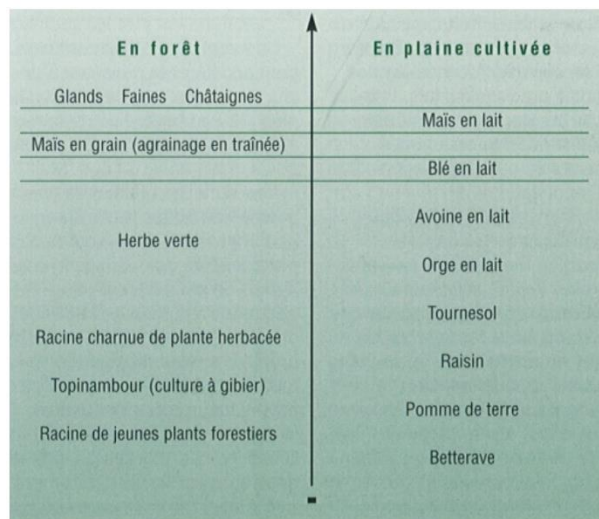 En forêt
En plaine cultivée
Glands Faines Châtaignes
Maïs en lait
Maïs en grain (agrainage en traînée)
Blé en lait
Avoine en lait
Herbe verte
Orge en lait
Tournesol
Racine charnue de plante herbacée
Raisin
Topinambour (culture à gibier)
Pomme de terre
Racine de jeunes plants forestiers
Betterave
-